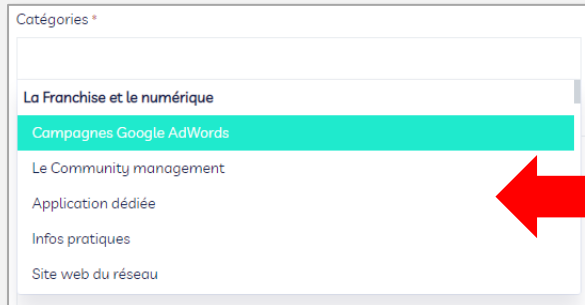 Catégories *
La Franchise et le numérique
Campagnes Google AdWords
Le Community management
Application dédiée
Infos pratiques
Site web du réseau